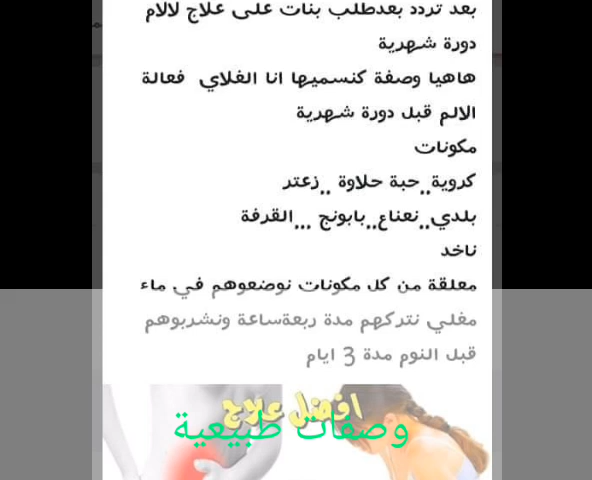 بعد تردد بعدطلب بنات على علاج لالام
دورة شهرية
هاهيا وصفة كنسميها انا الغلاي فعالة
الالم قبل دورة شهرية
مكونات
كروية,,حبة حلاوة ,,زعتر
بلدي,,نعناع,,بابونج ,,,القرفة
ناخد
معلقة من كل مكونات نوضعوهم في ماء
مغلي نتركهم مدة ربعةساعة ونشربوهم
قبل النوم مدة 3 ايام
افضل علاج
وصفات طبيعية